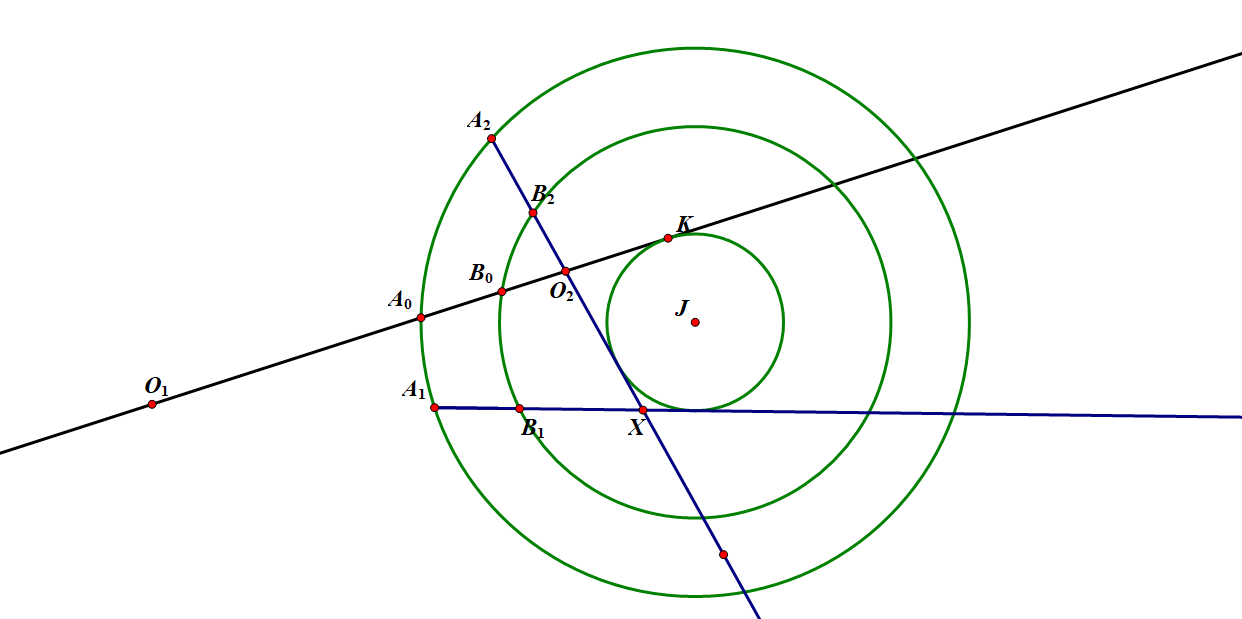 A₂
B₂
K
B₀
O₂
A₀
J
O₁
A₁
B₁
X